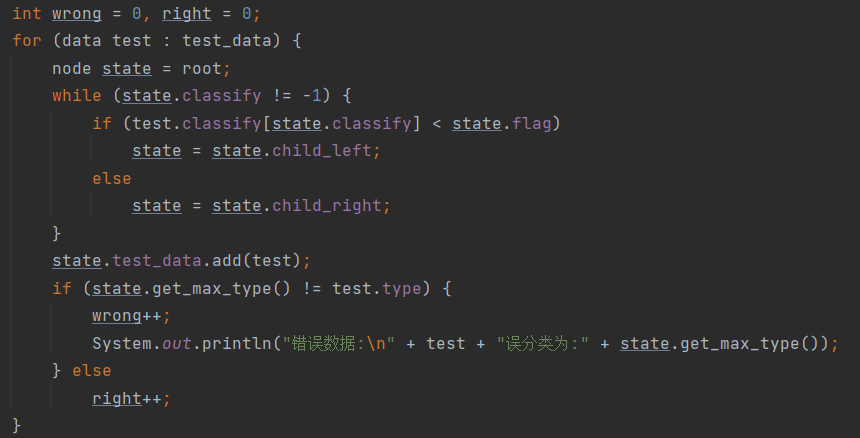 int wrong = 0, right = 0;
for (data test : test_data) {
    node state = root;
    while (state.classify != -1) {
        if (test.classify[state.classify] < state.flag)
            state = state.child_left;
        else
            state = state.child_right;
    }
    state.test_data.add(test);
    if (state.get_max_type() != test.type) {
        wrong++;
        System.out.println("错误数据:\n" + test + "误分类为:" + state.get_max_type());
    } else
        right++;
}